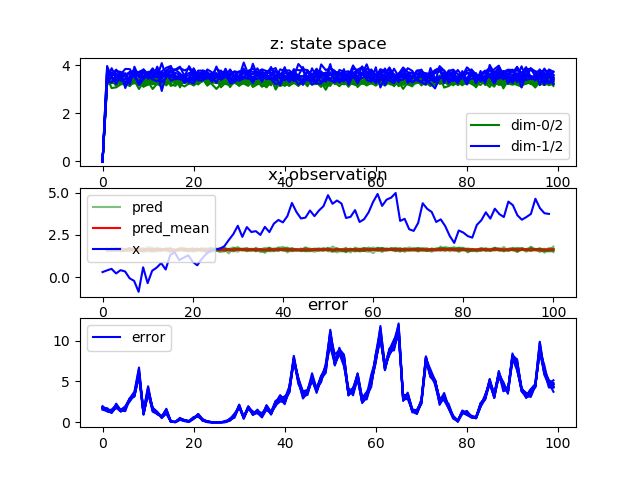 z: state space
4
2
0
dim-0/2
dim-1/2
0 20 40 60 80 100
x: observation
5.0
2.5
0.0
pred
pred_mean
x
0 20 40 60 80 100
error
10
5
0
error
0 20 40 60 80 100